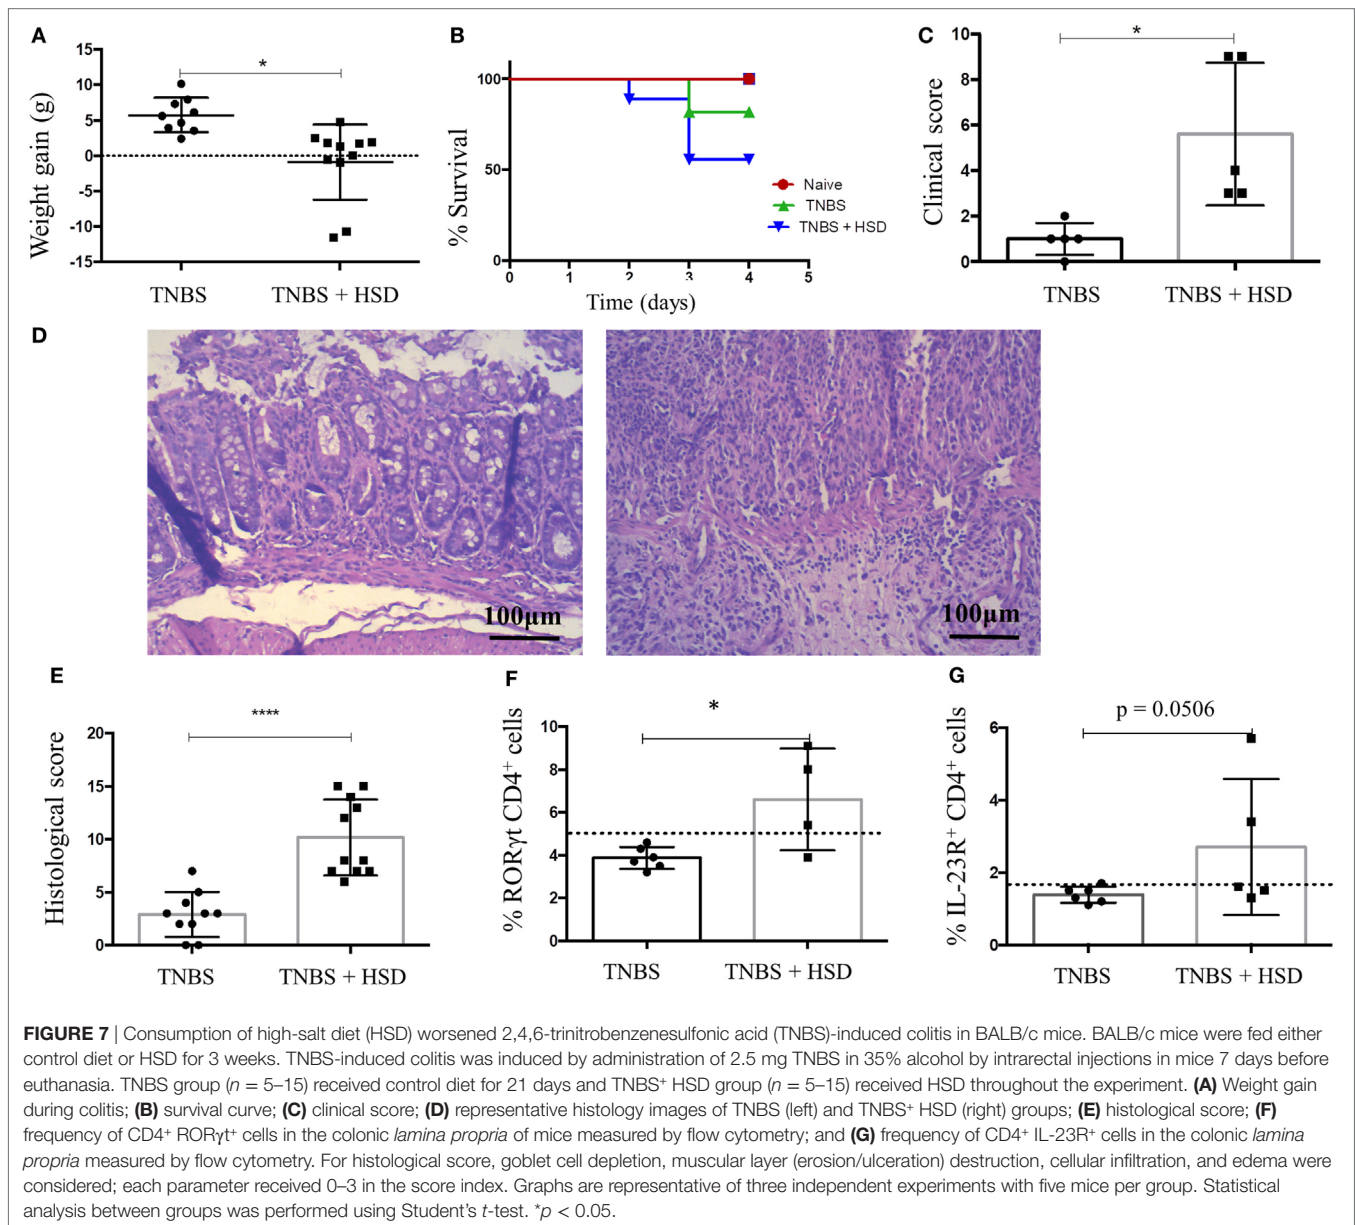 A
Weight gain (g)
15
10
5
0
-5
-10
-15
*
TNBS
TNBS + HSD
B
% Survival
100
50
0
0 1 2 3 4 5
Time (days)
Naive
TNBS
TNBS + HSD
C
Clinical score
10
8
6
4
2
0
*
TNBS
TNBS + HSD
D
100µm
100µm
E
Histological score
20
15
10
5
0
****
TNBS
TNBS + HSD
F
% RORγt CD4⁺ cells
10
8
6
4
2
0
*
TNBS
TNBS + HSD
G
% IL-23R⁺ CD4⁺ cells
6
4
2
0
p = 0.0506
TNBS
TNBS + HSD
FIGURE 7 | Consumption of high-salt diet (HSD) worsened 2,4,6-trinitrobenzenesulfonic acid (TNBS)-induced colitis in BALB/c mice. BALB/c mice were fed either
control diet or HSD for 3 weeks. TNBS-induced colitis was induced by administration of 2.5 mg TNBS in 35% alcohol by intrarectal injections in mice 7 days before
euthanasia. TNBS group (n = 5–15) received control diet for 21 days and TNBS⁺ HSD group (n = 5–15) received HSD throughout the experiment. (A) Weight gain
during colitis; (B) survival curve; (C) clinical score; (D) representative histology images of TNBS (left) and TNBS⁺ HSD (right) groups; (E) histological score; (F)
frequency of CD4⁺ RORγt⁺ cells in the colonic lamina propria of mice measured by flow cytometry; and (G) frequency of CD4⁺ IL-23R⁺ cells in the colonic lamina
propria measured by flow cytometry. For histological score, goblet cell depletion, muscular layer (erosion/ulceration) destruction, cellular infiltration, and edema were
considered; each parameter received 0–3 in the score index. Graphs are representative of three independent experiments with five mice per group. Statistical
analysis between groups was performed using Student's t-test. *p < 0.05.